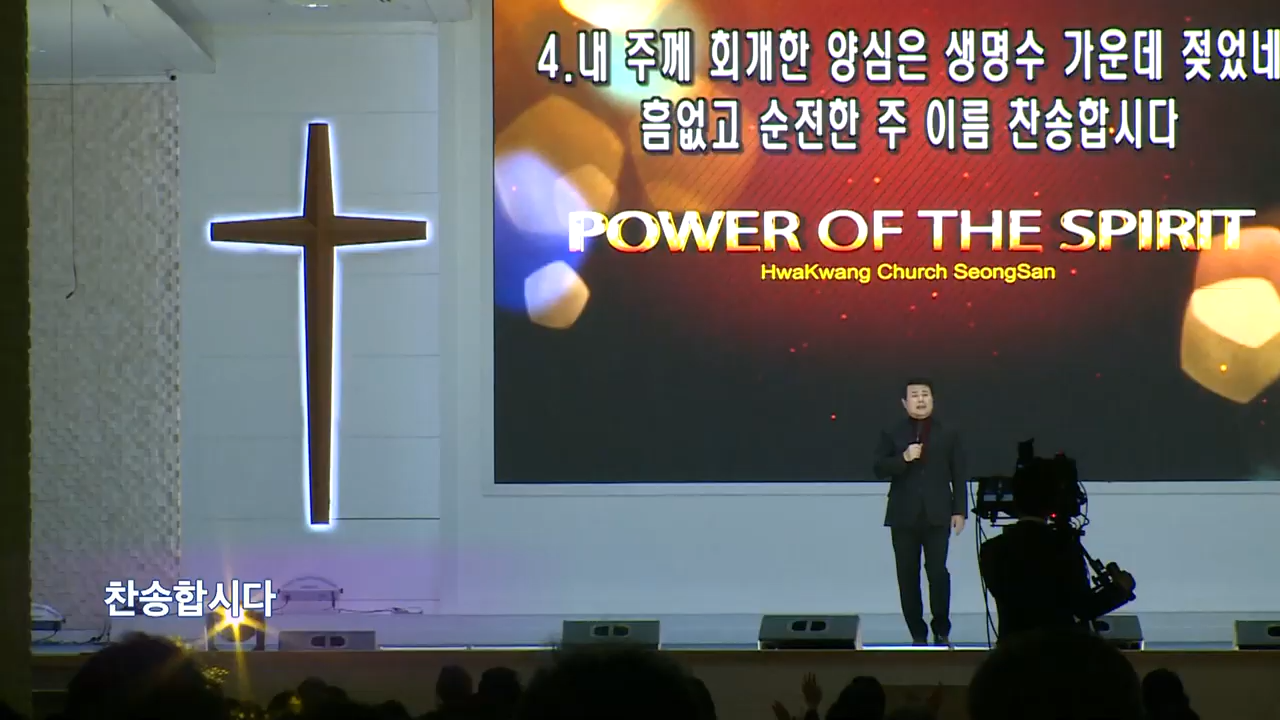 4.내 주께 회개한 양심은 생명수 가운데 젖었네
흠없고 순전한 주 이름 찬송합시다
POWER OF THE SPIRIT
HwaKwang Church SeongSan
찬송합시다